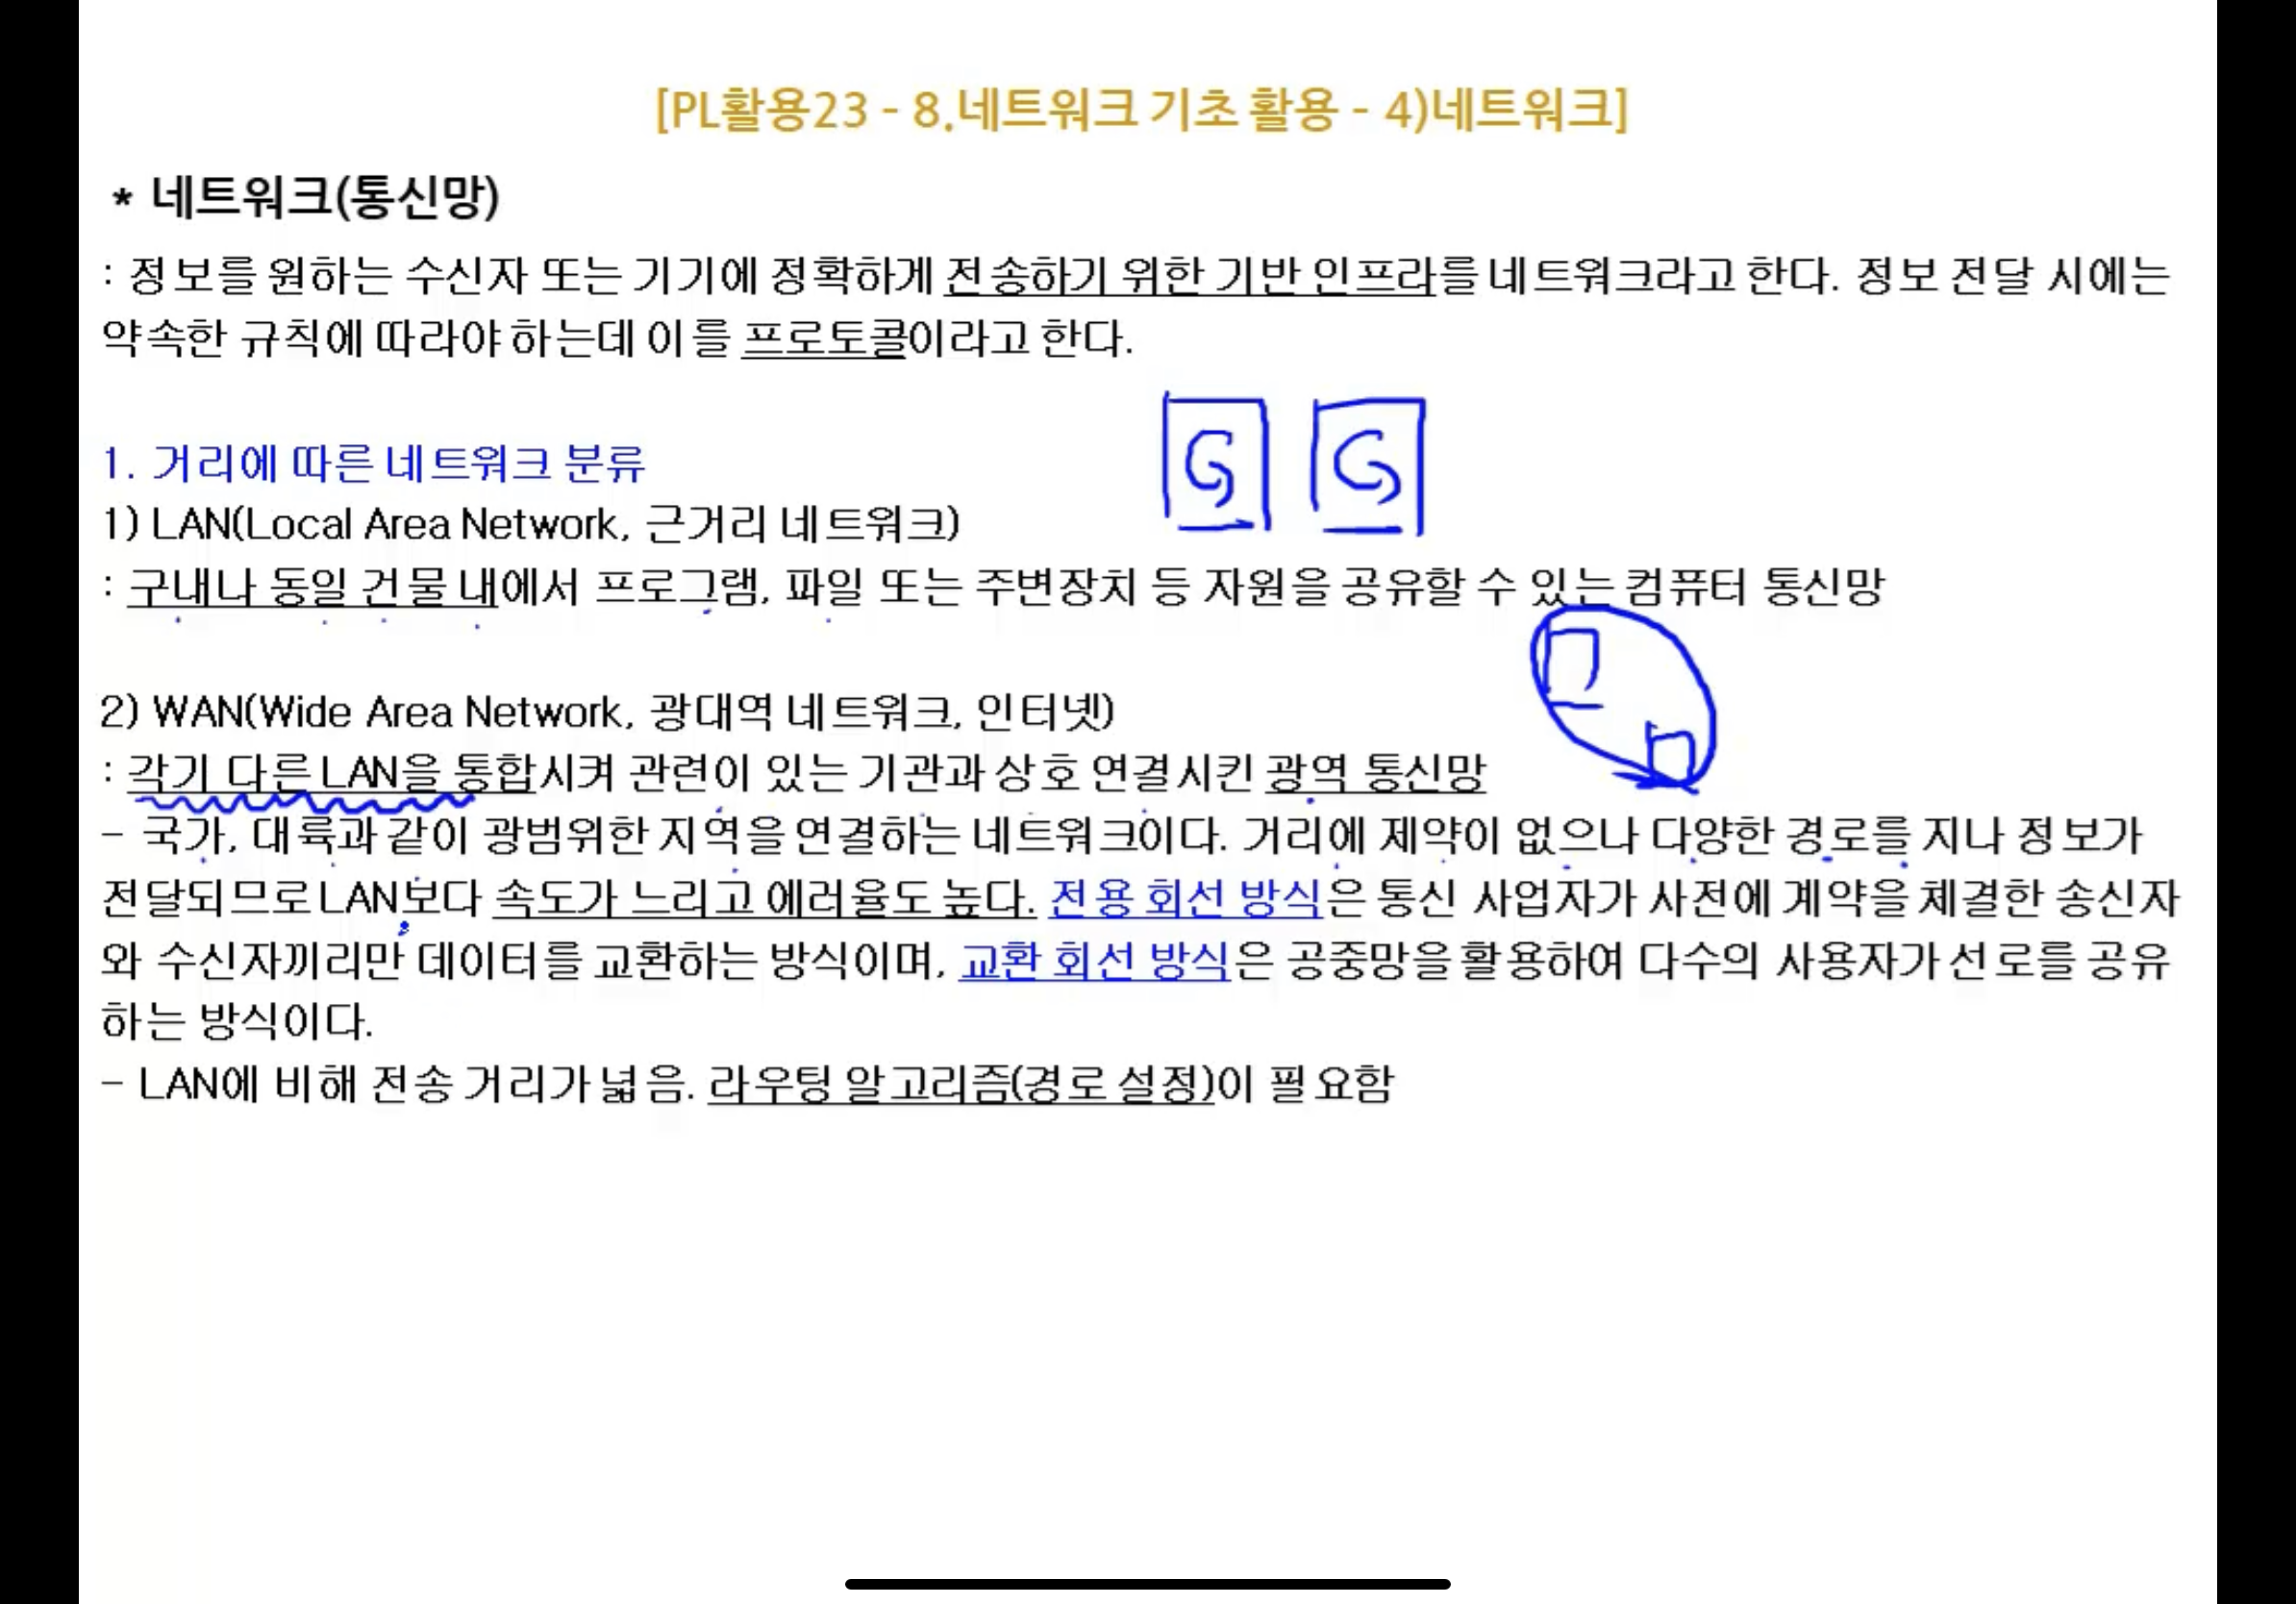 [PL활용23 - 8.네트워크 기초 활용 - 4)네트워크]
* 네트워크(통신망)
: 정보를 원하는 수신자 또는 기기에 정확하게 전송하기 위한 기반 인프라를 네트워크라고 한다. 정보 전달 시에는
약속한 규칙에 따라야 하는데 이를 프로토콜이라고 한다.
1. 거리에 따른 네트워크 분류
1) LAN(Local Area Network, 근거리 네트워크)
: 구내나 동일 건물 내에서 프로그램, 파일 또는 주변장치 등 자원을 공유할 수 있는 컴퓨터 통신망
2) WAN(Wide Area Network, 광대역 네트워크, 인터넷)
: 각기 다른 LAN을 통합시켜 관련이 있는 기관과 상호 연결시킨 광역 통신망
- 국가, 대륙과 같이 광범위한 지역을 연결하는 네트워크이다. 거리에 제약이 없으나 다양한 경로를 지나 정보가
전달되므로 LAN보다 속도가 느리고 에러율도 높다. 전용 회선 방식은 통신 사업자가 사전에 계약을 체결한 송신자
와 수신자끼리만 데이터를 교환하는 방식이며, 교환 회선 방식은 공중망을 활용하여 다수의 사용자가 선로를 공유
하는 방식이다.
- LAN에 비해 전송 거리가 넓음. 라우팅 알고리즘(경로 설정)이 필요함